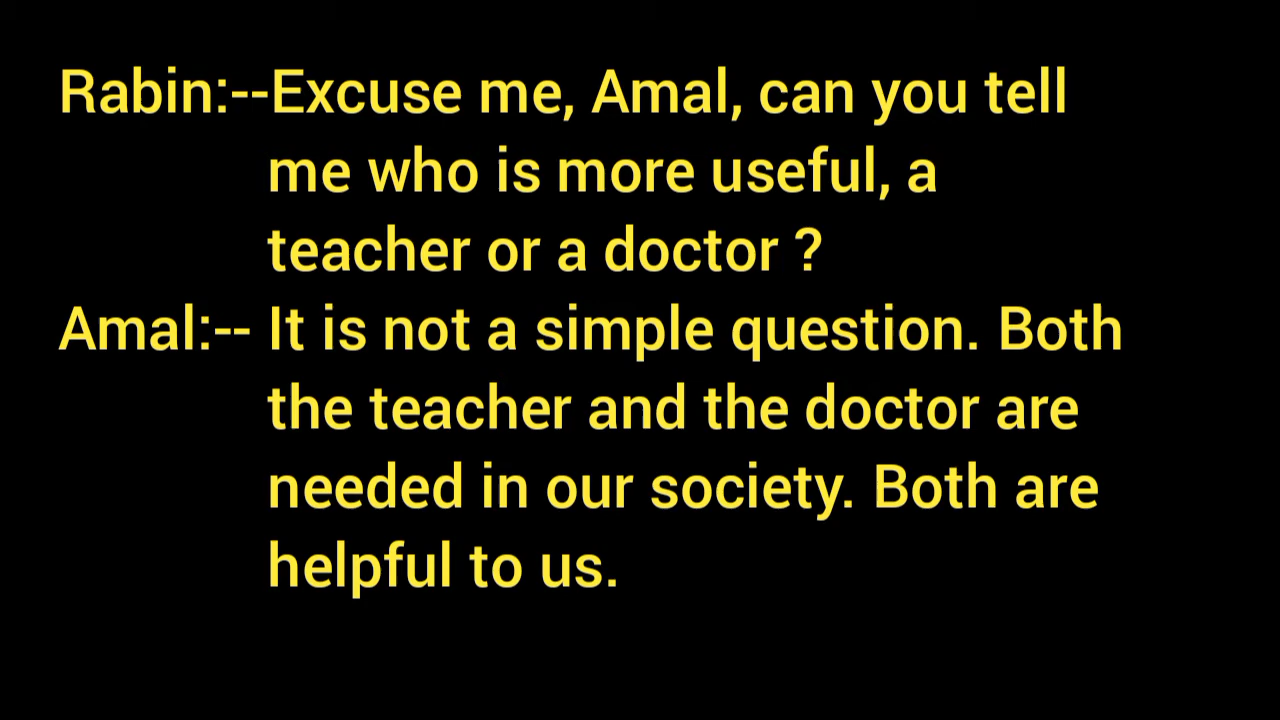 Rabin:--Excuse me, Amal, can you tell
me who is more useful, a
teacher or a doctor ?
Amal:-- It is not a simple question. Both
the teacher and the doctor are
needed in our society. Both are
helpful to us.